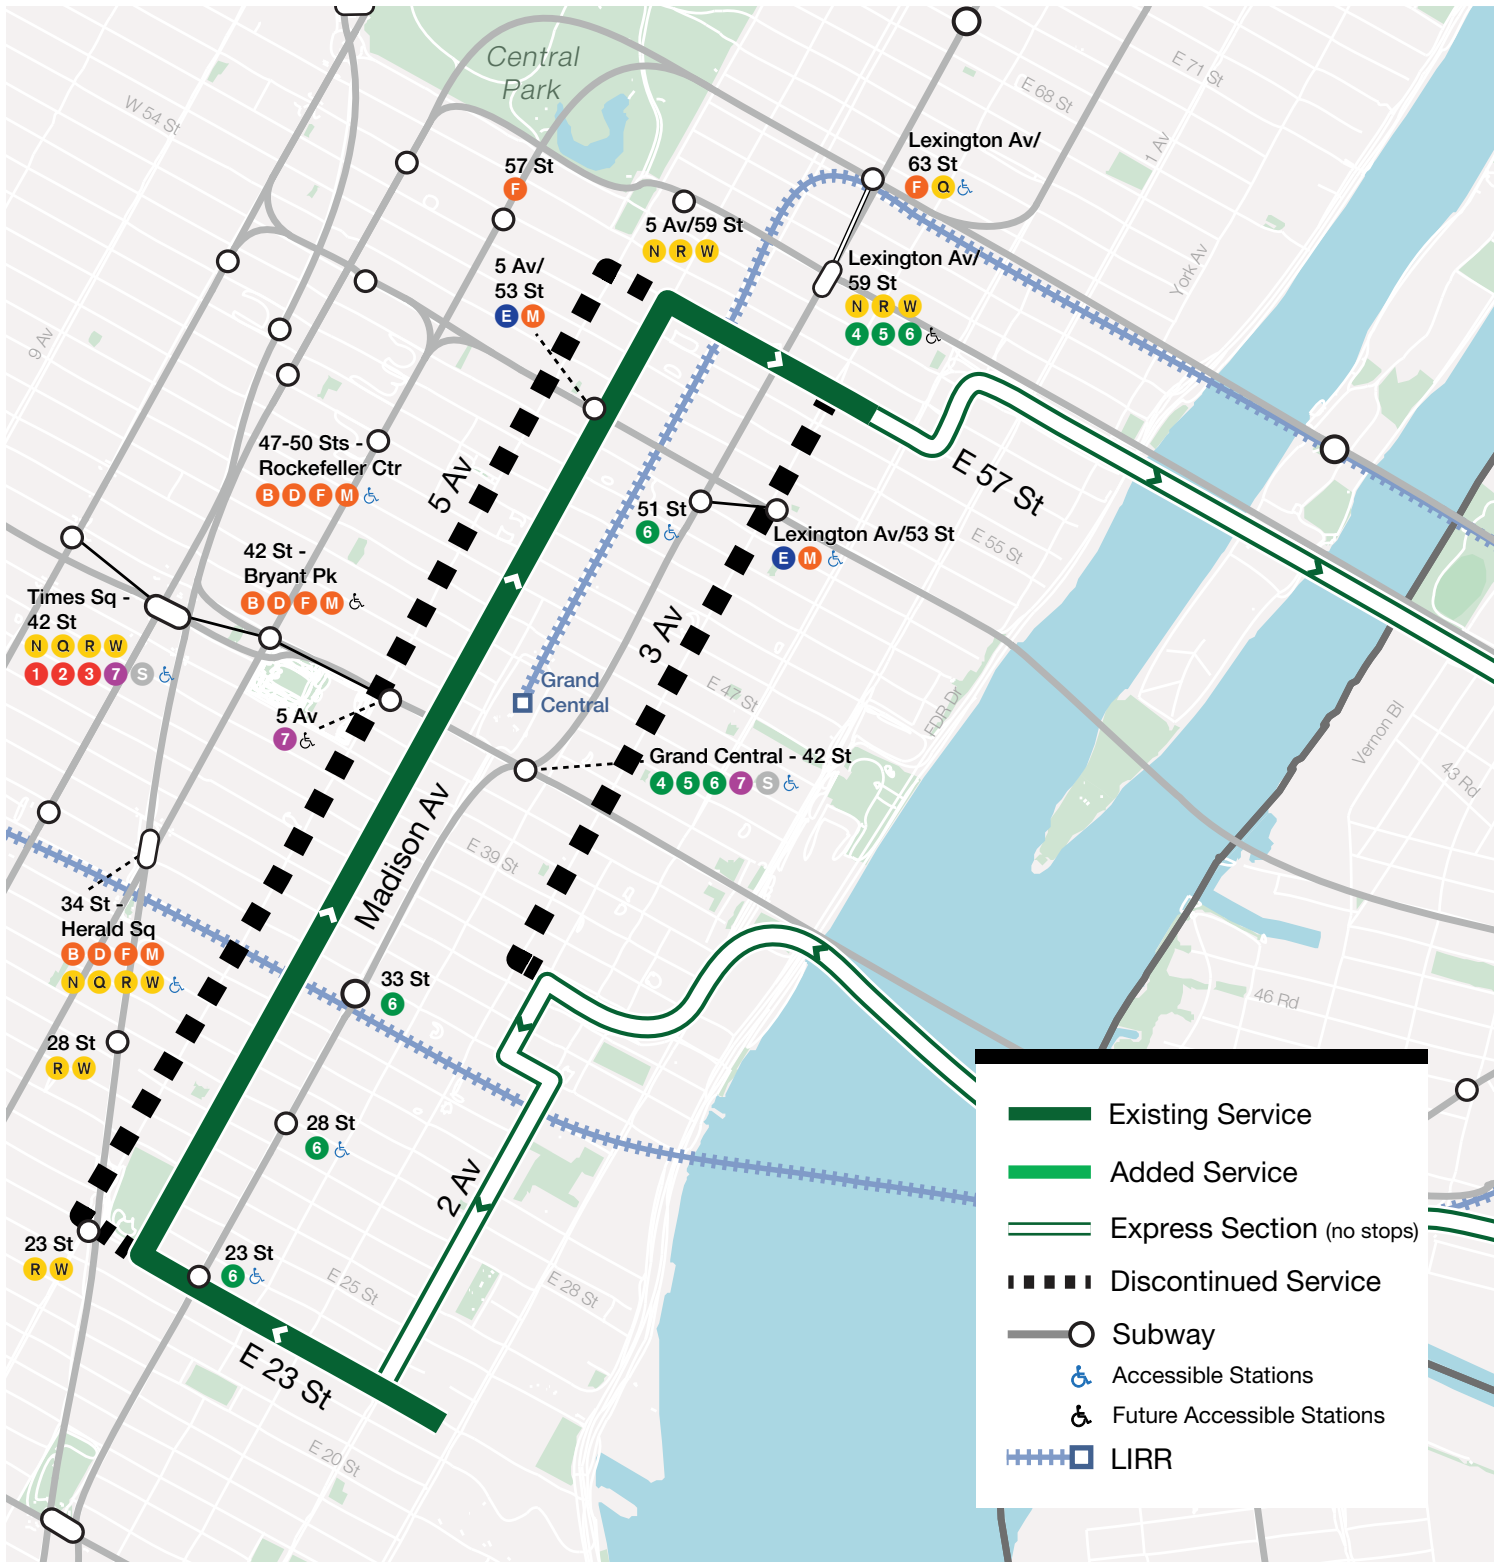 Central
Park
W 54 St
E 71 St
E 68 St
1 Av
York Av
9 Av
57 St
F
Lexington Av/
63 St
F Q
5 Av/59 St
N R W
5 Av/
53 St
E M
Lexington Av/
59 St
N R W
4 5 6
47-50 Sts -
Rockefeller Ctr
B D F M
5 Av
E 57 St
51 St
6
Lexington Av/53 St
E M
E 55 St
42 St -
Bryant Pk
B D F M
Times Sq -
42 St
N Q R W
1 2 3 7 S
3 Av
Grand
Central
E 47 St
FDR Dr
Vernon Bl
43 Rd
5 Av
7
Grand Central - 42 St
4 5 6 7 S
Madison Av
E 39 St
34 St -
Herald Sq
B D F M
N Q R W
33 St
6
46 Rd
28 St
R W
28 St
6
2 Av
23 St
R W
23 St
6
E 25 St
E 28 St
E 23 St
E 20 St
Existing Service
Added Service
Express Section (no stops)
Discontinued Service
Subway
Accessible Stations
Future Accessible Stations
LIRR